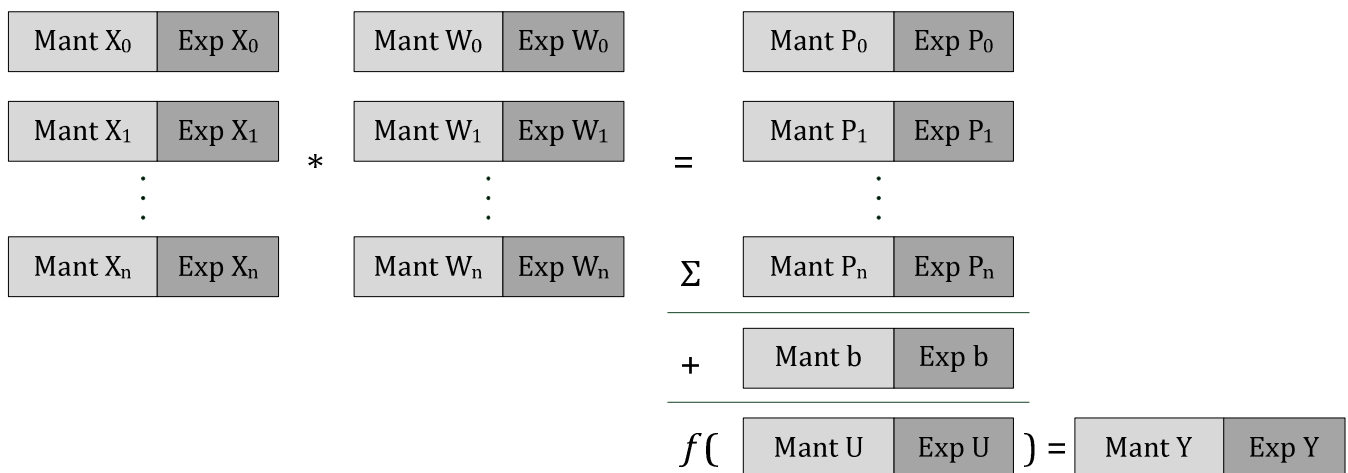 Mant X₀ Exp X₀ Mant W₀ Exp W₀ Mant P₀ Exp P₀
Mant X₁ Exp X₁ * Mant W₁ Exp W₁ = Mant P₁ Exp P₁
Mant Xₙ Exp Xₙ Mant Wₙ Exp Wₙ Σ Mant Pₙ Exp Pₙ
+ Mant b Exp b
f( Mant U Exp U ) = Mant Y Exp Y